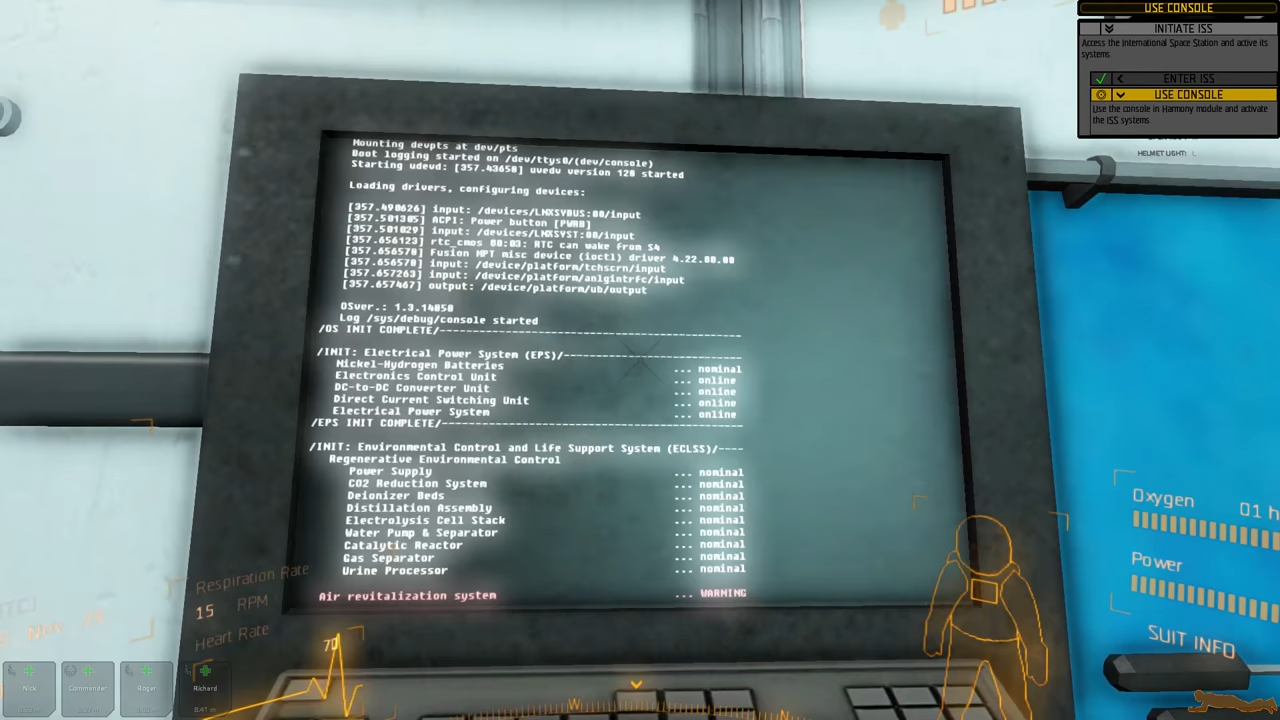 USE CONSOLE
INITIATE ISS
Access the International Space Station and active its
systems.
ENTER ISS
USE CONSOLE
Use the console in Harmony module and activate
the ISS systems
HELMET LIGHT:
Mounting devpts at dev/pts
Boot logging started on /dev/ttys0/(dev/console)
Starting udevd: [357.43650] uvedv version 128 started
Loading drivers, configuring devices:
[357.498626] input: /devices/LNXSYBUS:00/input
[357.501305] ACPI: Power button [PWRB]
[357.501029] input: /devices/LNXSYST:00/input
[357.656123] rtc_cmos 00:03: RTC can wake from S4
[357.656570] Fusion MPT misc device (ioctl) driver 4.22.00.00
[357.656570] input: /device/platform/tchscrn/input
[357.657263] input: /device/platform/anlgintrfc/input
[357.657467] output: /device/platform/ub/output
OSver.: 1.3.14850
Log /sys/debug/console started
/OS INIT COMPLETE/
/INIT: Electrical Power System (EPS)/
Nickel-Hydrogen Batteries ... nominal
Electronics Control Unit ... online
DC-to-DC Converter Unit ... online
Direct Current Switching Unit ... online
Electrical Power System ... online
/EPS INIT COMPLETE/
/INIT: Environmental Control and Life Support System (ECLSS)/----
Regenerative Environmental Control
Power Supply ... nominal
CO2 Reduction System ... nominal
Deionizer Beds ... nominal
Distillation Assembly ... nominal
Electrolysis Cell Stack ... nominal
Water Pump & Separator ... nominal
Catalytic Reactor ... nominal
Gas Separator ... nominal
Urine Processor ... nominal
Air revitalization system ... WARNING
Oxygen 01 h
Power
SUIT INFO
Respiration Rate
15 RPM
Heart Rate
70
Nick
Commander
Roger
Richard
W
N